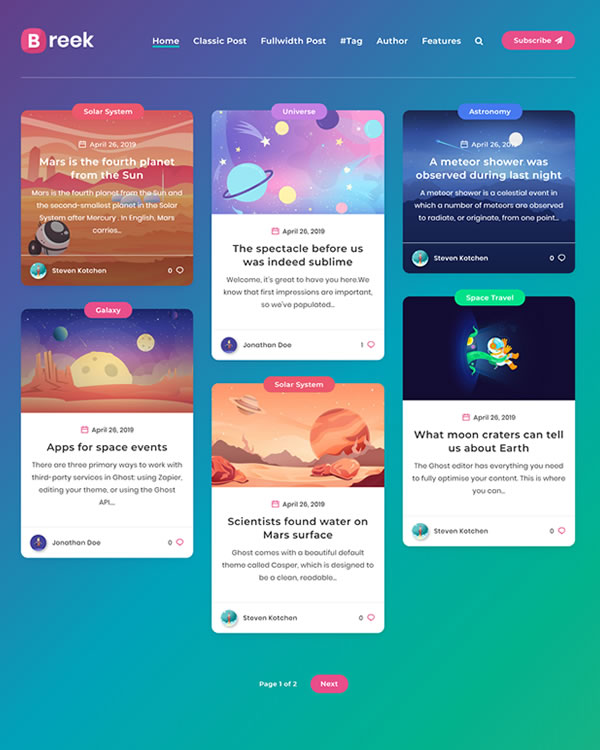 Breek
Home Classic Post Fullwidth Post #Tag Author Features Subscribe
Solar System
April 26, 2019
Mars is the fourth planet
from the Sun
Mars is the fourth planet from the Sun and
the second-smallest planet in the Solar
System after Mercury . In English, Mars
carries...
Steven Kotchen 0
Universe
April 26, 2019
The spectacle before us
was indeed sublime
Welcome, it's great to have you here.We
know that first impressions are important,
so we've populated...
Jonathan Doe 1
Astronomy
April 26, 2019
A meteor shower was
observed during last night
A meteor shower is a celestial event in
which a number of meteors are observed
to radiate, or originate, from one point...
Steven Kotchen 0
Galaxy
April 26, 2019
Apps for space events
There are three primary ways to work with
third-party services in Ghost: using Zapier,
editing your theme, or using the Ghost
API....
Jonathan Doe 0
Solar System
April 26, 2019
Scientists found water on
Mars surface
Ghost comes with a beautiful default
theme called Casper, which is designed to
be a clean, readable...
Steven Kotchen 0
Space Travel
April 26, 2019
What moon craters can tell
us about Earth
The Ghost editor has everything you need
to fully optimise your content. This is where
you can...
Steven Kotchen 0
Page 1 of 2 Next